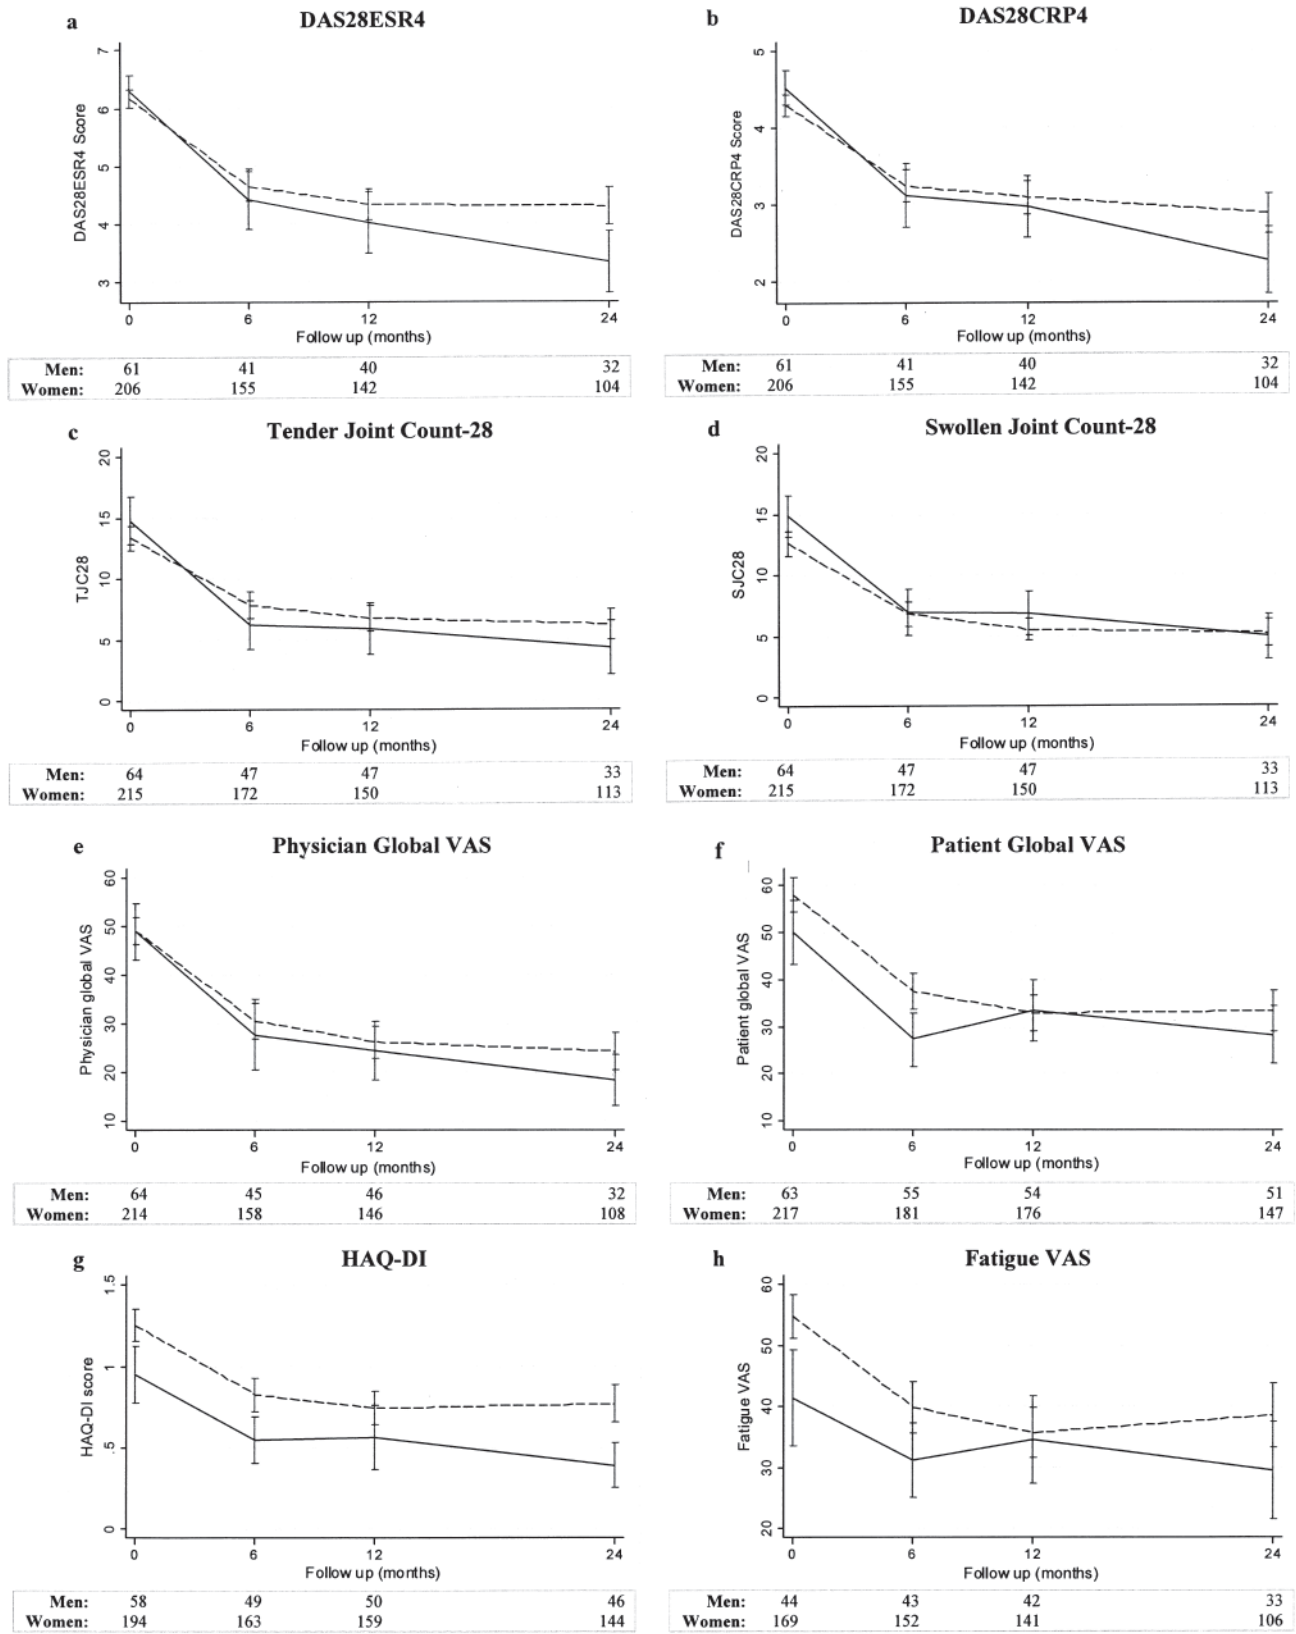 a DAS28ESR4
DAS28ESR4 Score
7
6
5
4
3
0 6 12 24
Follow up (months)
Men: 61 41 40 32
Women: 206 155 142 104
b DAS28CRP4
DAS28CRP4 Score
5
4
3
2
0 6 12 24
Follow up (months)
Men: 61 41 40 32
Women: 206 155 142 104
c Tender Joint Count-28
TJC28
20
15
10
5
0
0 6 12 24
Follow up (months)
Men: 64 47 47 33
Women: 215 172 150 113
d Swollen Joint Count-28
SJC28
20
15
10
5
0
0 6 12 24
Follow up (months)
Men: 64 47 47 33
Women: 215 172 150 113
e Physician Global VAS
Physician global VAS
60
50
40
30
20
10
0 6 12 24
Follow up (months)
Men: 64 45 46 32
Women: 214 158 146 108
f Patient Global VAS
Patient global VAS
60
50
40
30
20
10
0 6 12 24
Follow up (months)
Men: 63 55 54 51
Women: 217 181 176 147
g HAQ-DI
HAQ-DI score
1.5
1
.5
0
0 6 12 24
Follow up (months)
Men: 58 49 50 46
Women: 194 163 159 144
h Fatigue VAS
Fatigue VAS
60
50
40
30
20
0 6 12 24
Follow up (months)
Men: 44 43 42 33
Women: 169 152 141 106